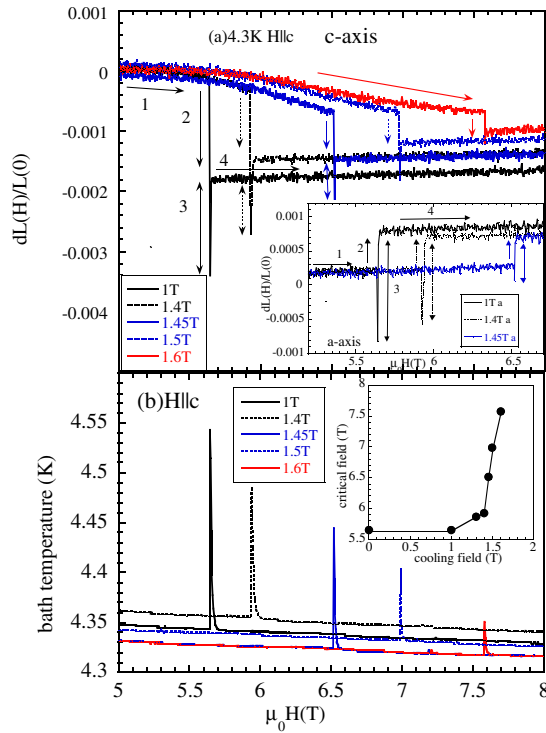 (a)4.3K H||c c-axis
dL(H)/L(0)
0
-0.001
-0.002
-0.003
-0.004
1
2
3
4
1T
1.4T
1.45T
1.5T
1.6T
dL(H)/L(0)
0.001
0.0005
0
-0.0005
-0.001
1
2
3
4
a-axis
1T a
1.4T a
1.45T a
5.5 6 6.5
μ0H(T)
(b)H||c
bath temperature (K)
4.55
4.5
4.45
4.4
4.35
4.3
1T
1.4T
1.45T
1.5T
1.6T
critical field (T)
8
7.5
7
6.5
6
5.5
0 0.5 1 1.5 2
cooling field (T)
5 5.5 6 6.5 7 7.5 8
μ0H(T)